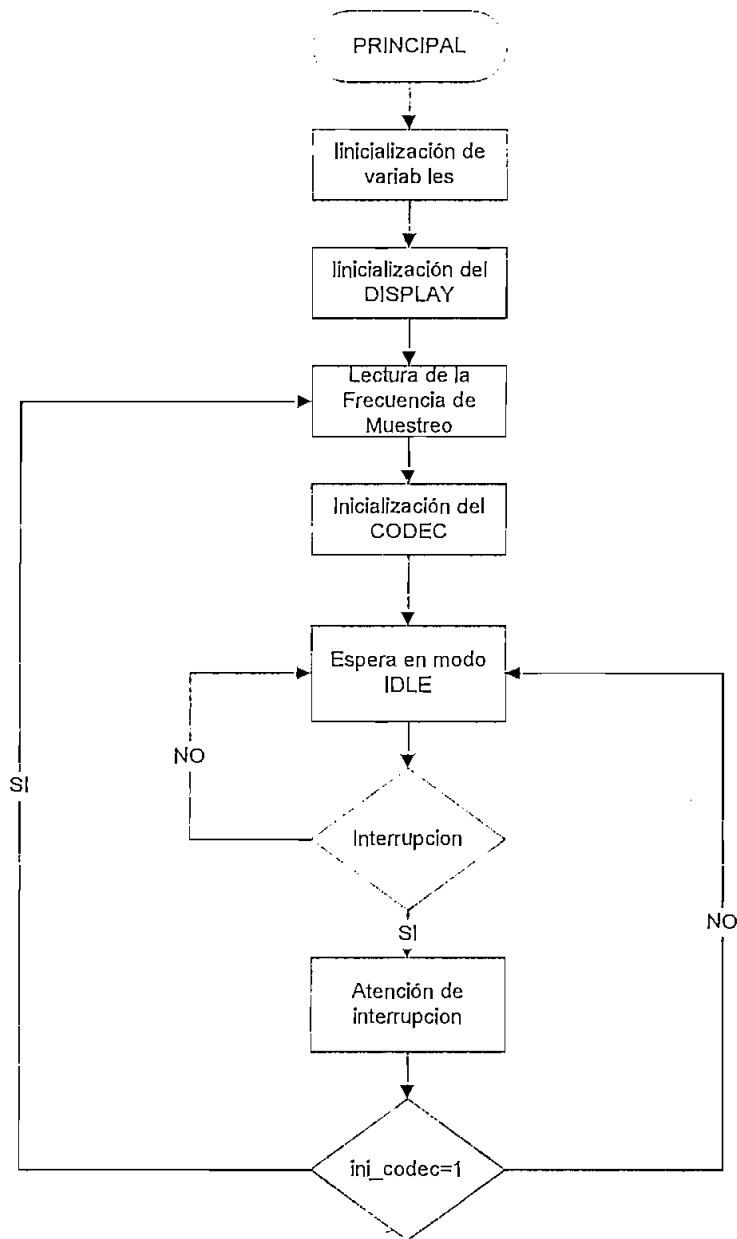 PRINCIPAL
Iinicialización de
variab les
Iinicialización del
DISPLAY
Lectura de la
Frecuencia de
Muestreo
Inicialización del
CODEC
Espera en modo
IDLE
NO
SI
Interrupcion
NO
SI
Atención de
interrupcion
ini_codec=1